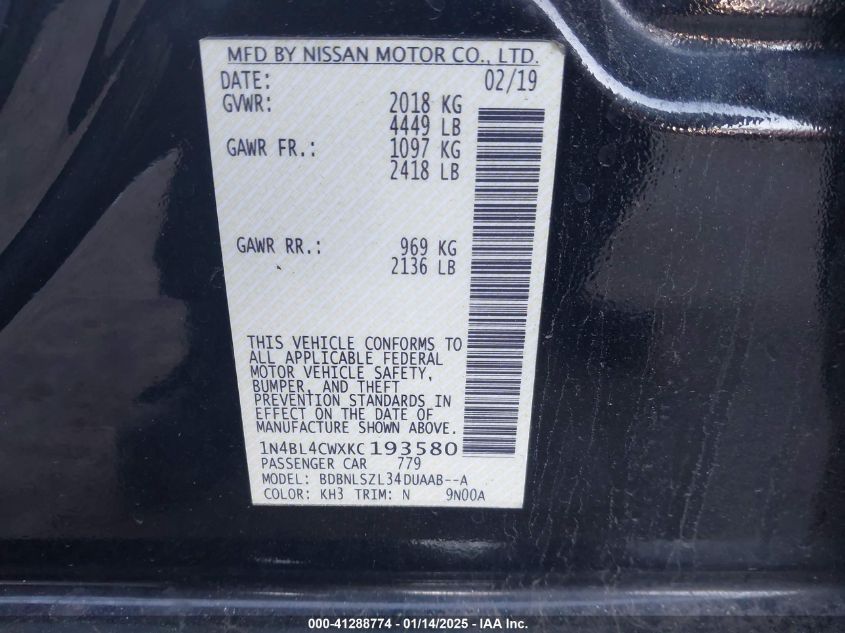 MFD BY NISSAN MOTOR CO., LTD.
DATE: 02/19
GVWR: 2018 KG
4449 LB
GAWR FR.: 1097 KG
2418 LB
GAWR RR.: 969 KG
2136 LB
THIS VEHICLE CONFORMS TO
ALL APPLICABLE FEDERAL
MOTOR VEHICLE SAFETY,
BUMPER, AND THEFT
PREVENTION STANDARDS IN
EFFECT ON THE DATE OF
MANUFACTURE SHOWN ABOVE.
1N4BL4CWXKC193580
PASSENGER CAR 779
MODEL: BDBNLSZL34DUAAB--A
COLOR: KH3 TRIM: N 9N00A
000-41288774 — 01/14/2025 - IAA Inc.